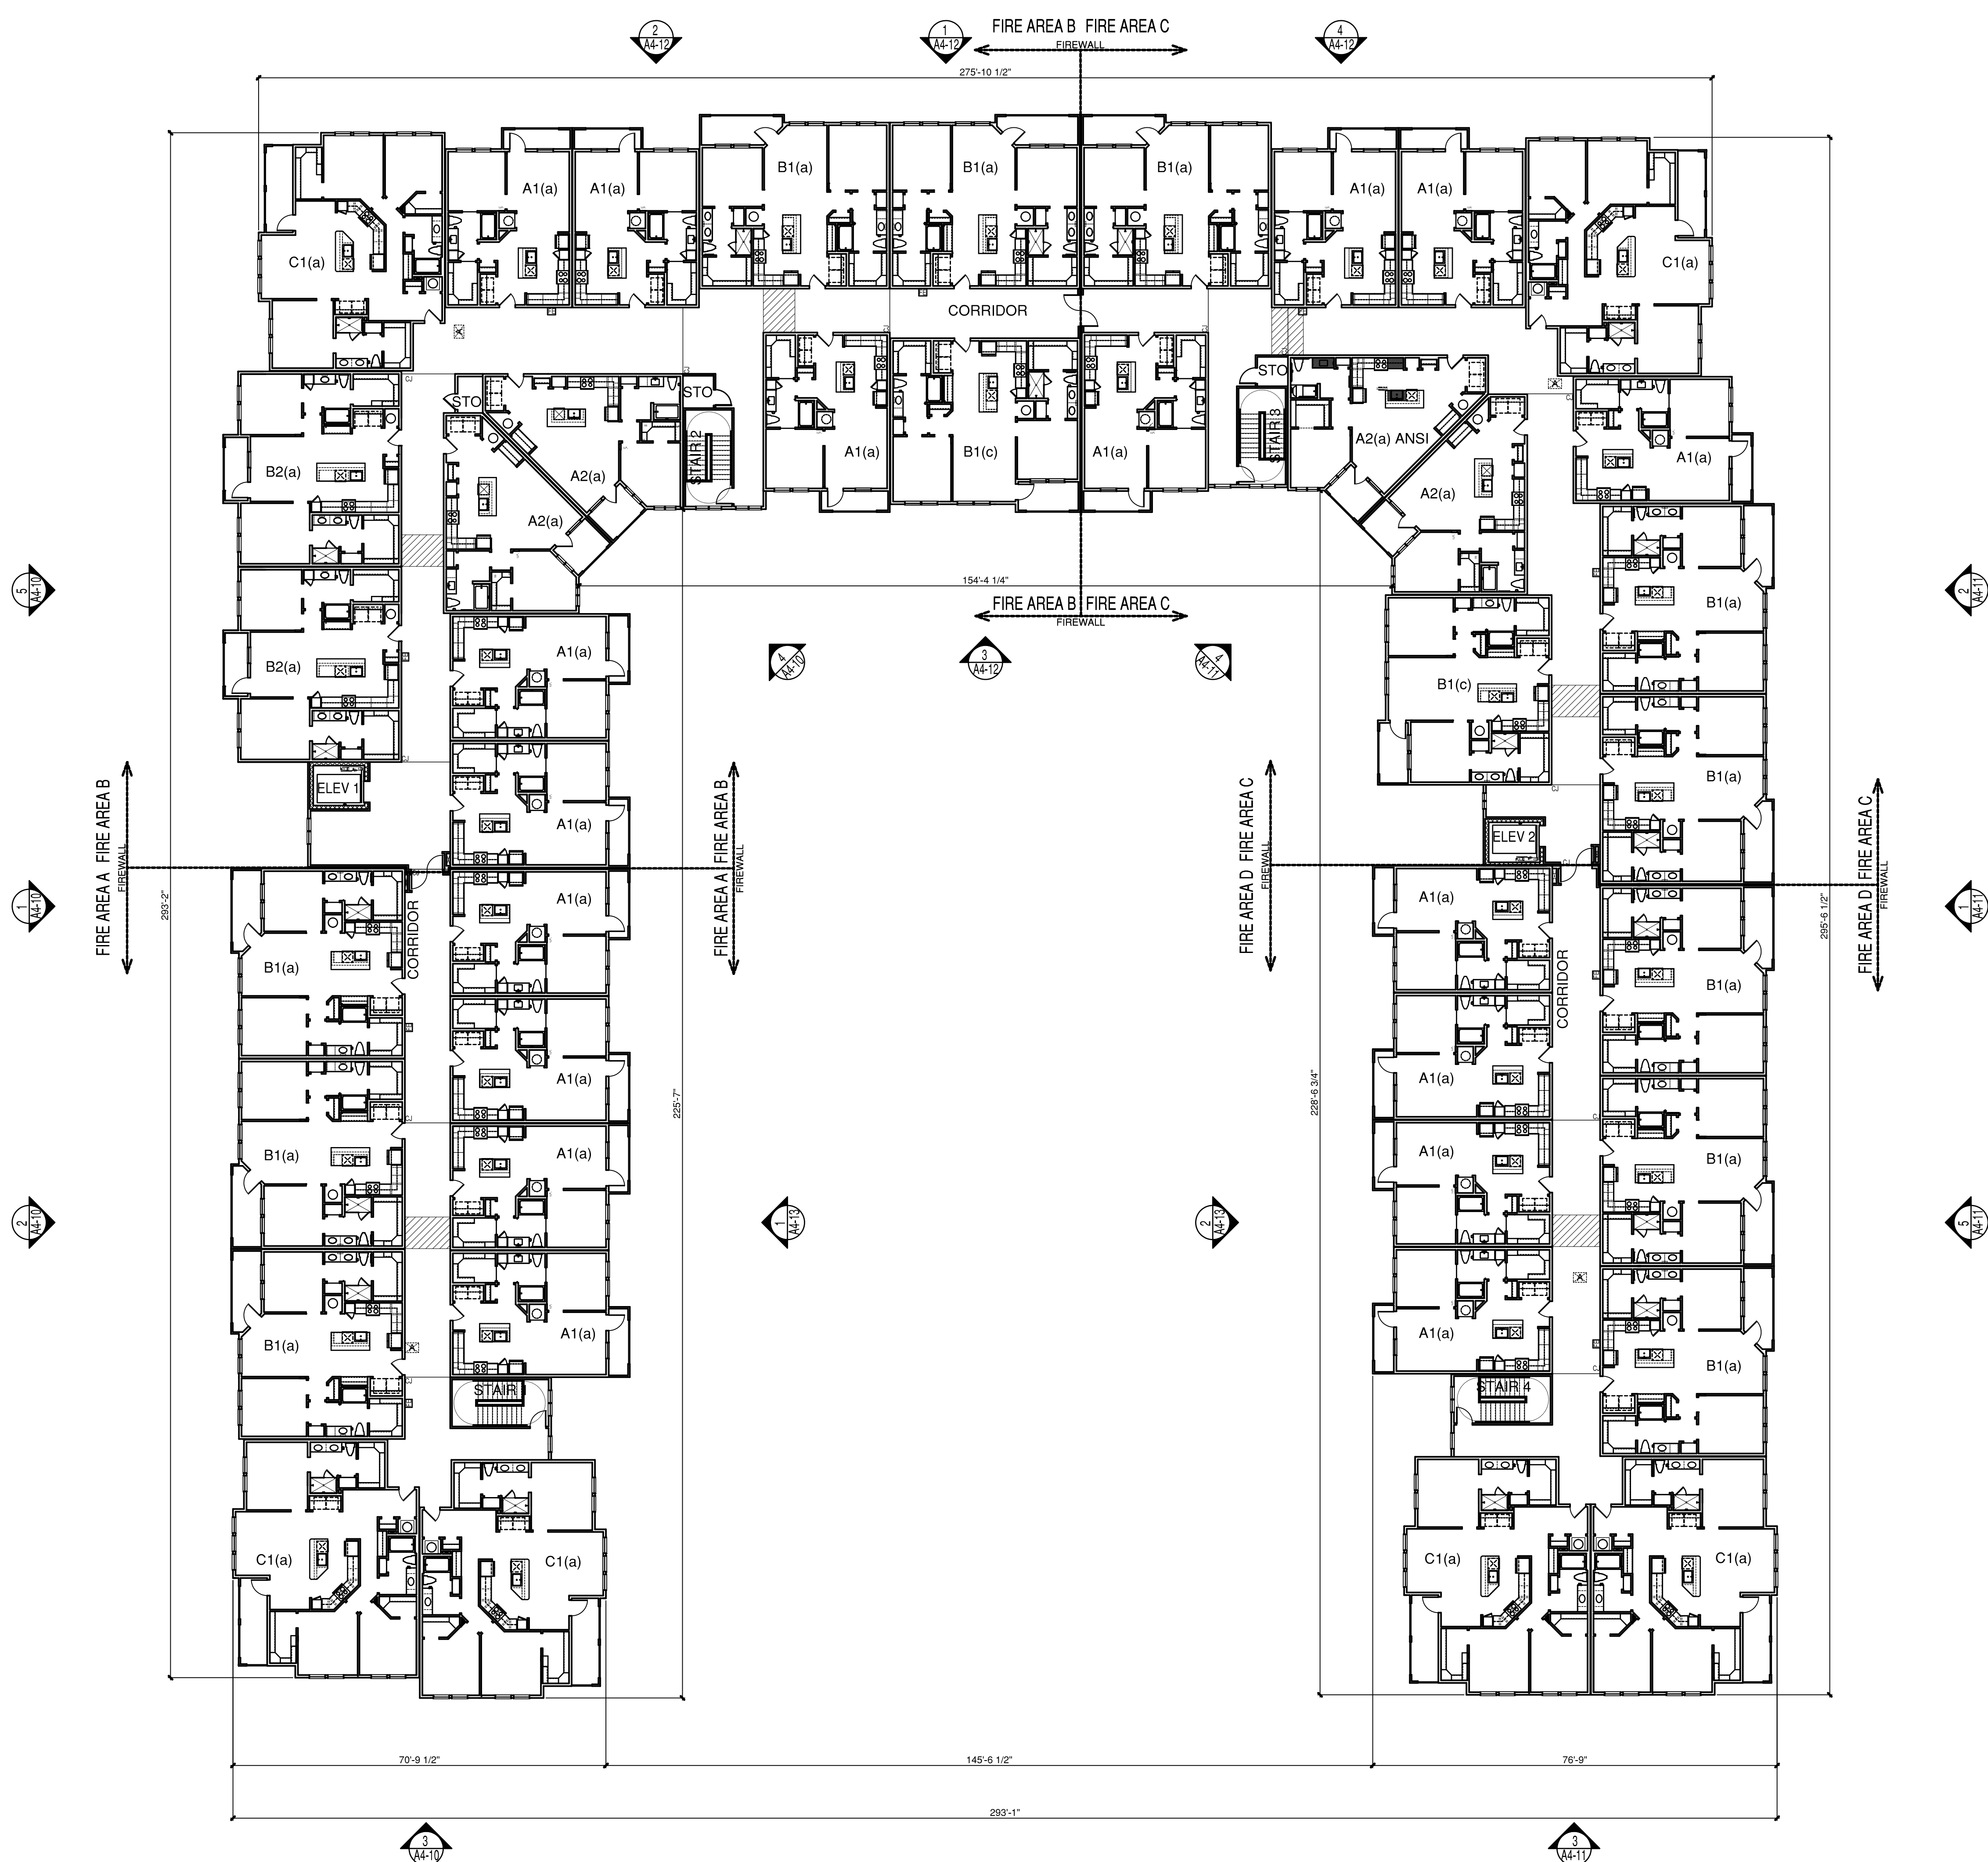 2
A4-12
1
A4-12
FIRE AREA B FIRE AREA C
FIREWALL
4
A4-12
275'-10 1/2"
C1(a)
A1(a)
A1(a)
B1(a)
B1(a)
B1(a)
A1(a)
A1(a)
C1(a)
CORRIDOR
STO
STO
STAIR 2
A2(a)
A2(a)
A1(a)
B1(c)
A1(a)
STO
STAIR 3
A2(a) ANSI
A2(a)
A1(a)
B2(a)
B2(a)
5
A4-10
154'-4 1/4"
FIRE AREA B FIRE AREA C
FIREWALL
4
A4-10
3
A4-12
4
A4-11
2
A4-11
A1(a)
A1(a)
B1(c)
B1(a)
B1(a)
ELEV 1
ELEV 2
FIRE AREA A FIRE AREA B
FIREWALL
FIRE AREA A FIRE AREA B
FIREWALL
FIRE AREA D FIRE AREA C
FIREWALL
FIRE AREA D FIRE AREA C
FIREWALL
1
A4-10
293'-2"
CORRIDOR
B1(a)
A1(a)
A1(a)
A1(a)
A1(a)
CORRIDOR
B1(a)
295'-6 1/2"
1
A4-11
225'-7"
228'-6 3/4"
B1(a)
A1(a)
A1(a)
B1(a)
2
A4-10
1
A4-13
2
A4-13
5
A4-11
B1(a)
A1(a)
A1(a)
B1(a)
STAIR
STAIR 4
C1(a)
C1(a)
C1(a)
C1(a)
70'-9 1/2"
145'-6 1/2"
76'-9"
293'-1"
3
A4-10
3
A4-11